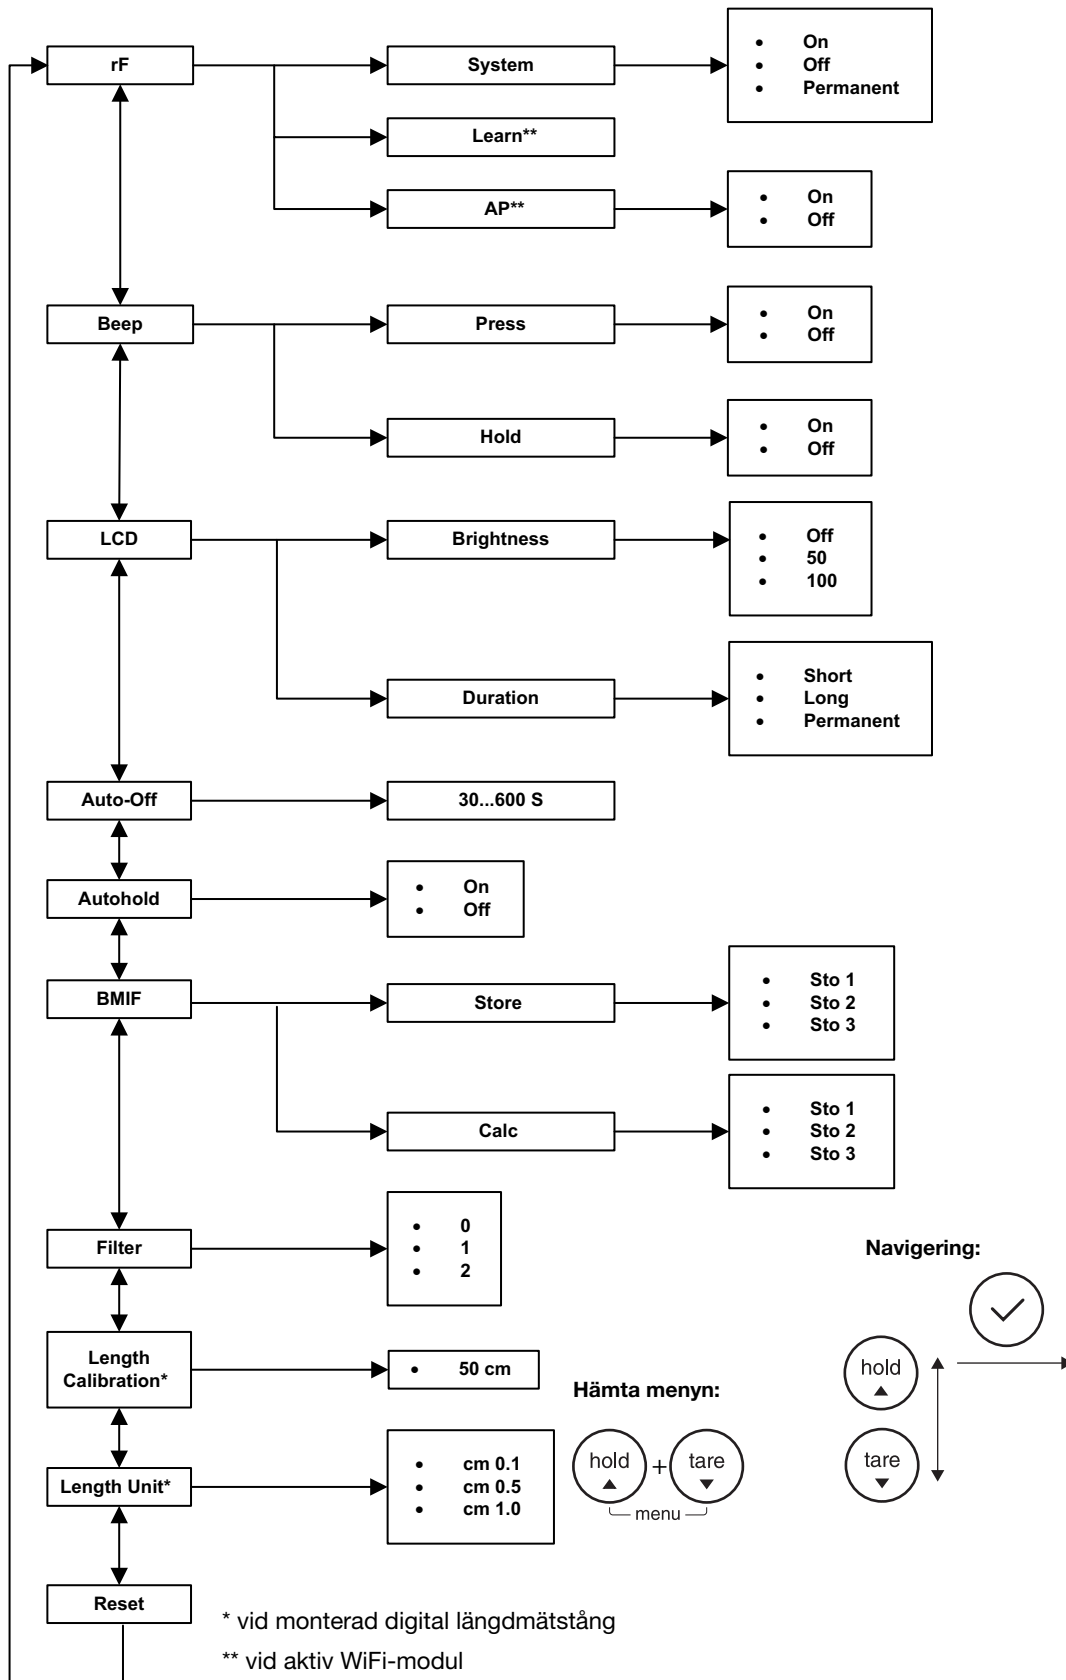 rF
System
• On
• Off
• Permanent
Learn**
AP**
• On
• Off
Beep
Press
• On
• Off
Hold
• On
• Off
LCD
Brightness
• Off
• 50
• 100
Duration
• Short
• Long
• Permanent
Auto-Off
30...600 S
Autohold
• On
• Off
BMIF
Store
• Sto 1
• Sto 2
• Sto 3
Calc
• Sto 1
• Sto 2
• Sto 3
Filter
• 0
• 1
• 2
Length
Calibration*
• 50 cm
Length Unit*
• cm 0.1
• cm 0.5
• cm 1.0
Reset
Hämta menyn:
hold + tare
menu
Navigering:
hold
tare
* vid monterad digital längdmätstång
** vid aktiv WiFi-modul